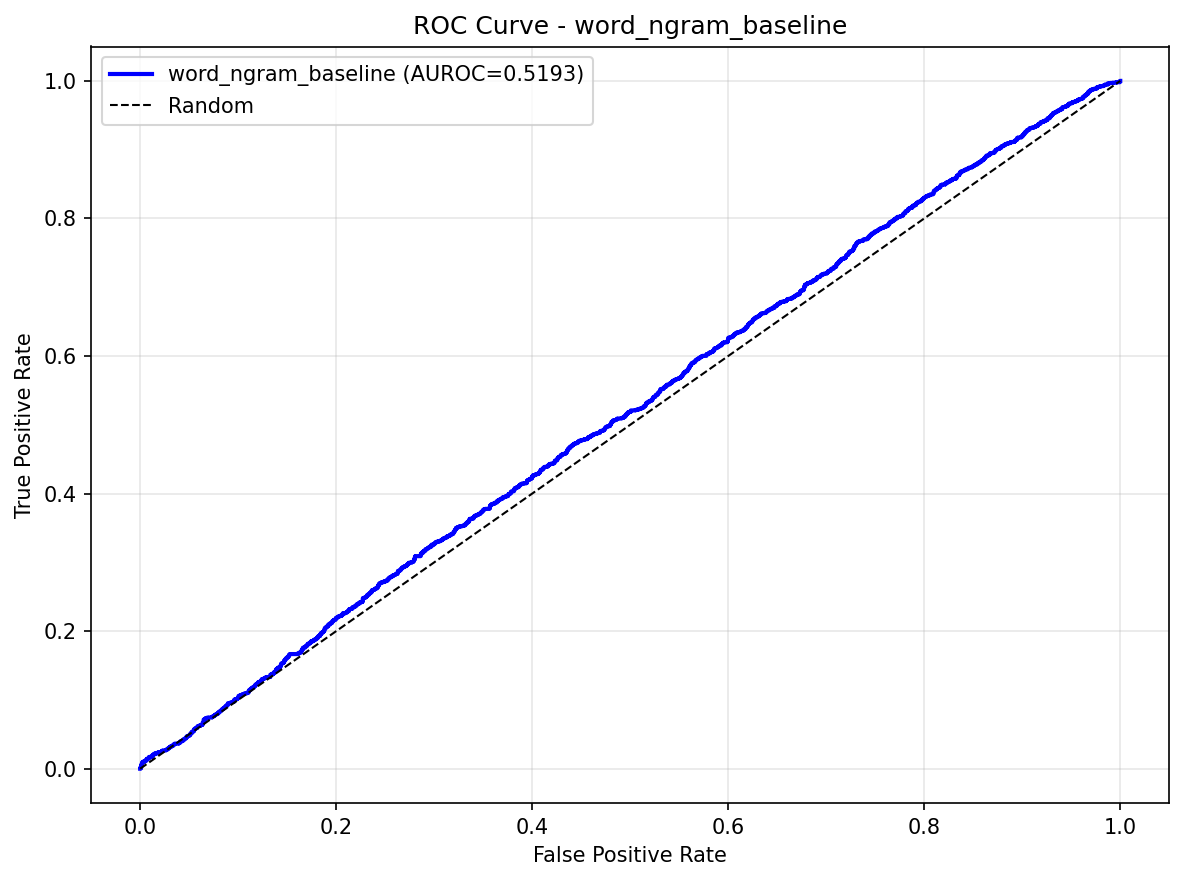 ROC Curve - word_ngram_baseline
word_ngram_baseline (AUROC=0.5193)
Random
True Positive Rate
1.0
0.8
0.6
0.4
0.2
0.0
0.0 0.2 0.4 0.6 0.8 1.0
False Positive Rate